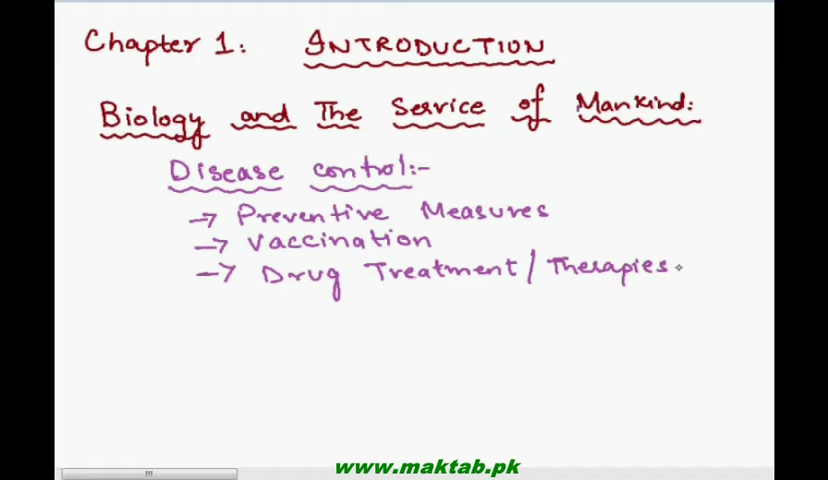 Chapter 1: INTRODUCTION
Biology and The Service of Mankind:
Disease control:-
→ Preventive Measures
→ Vaccination
→ Drug Treatment / Therapies
www.maktab.pk